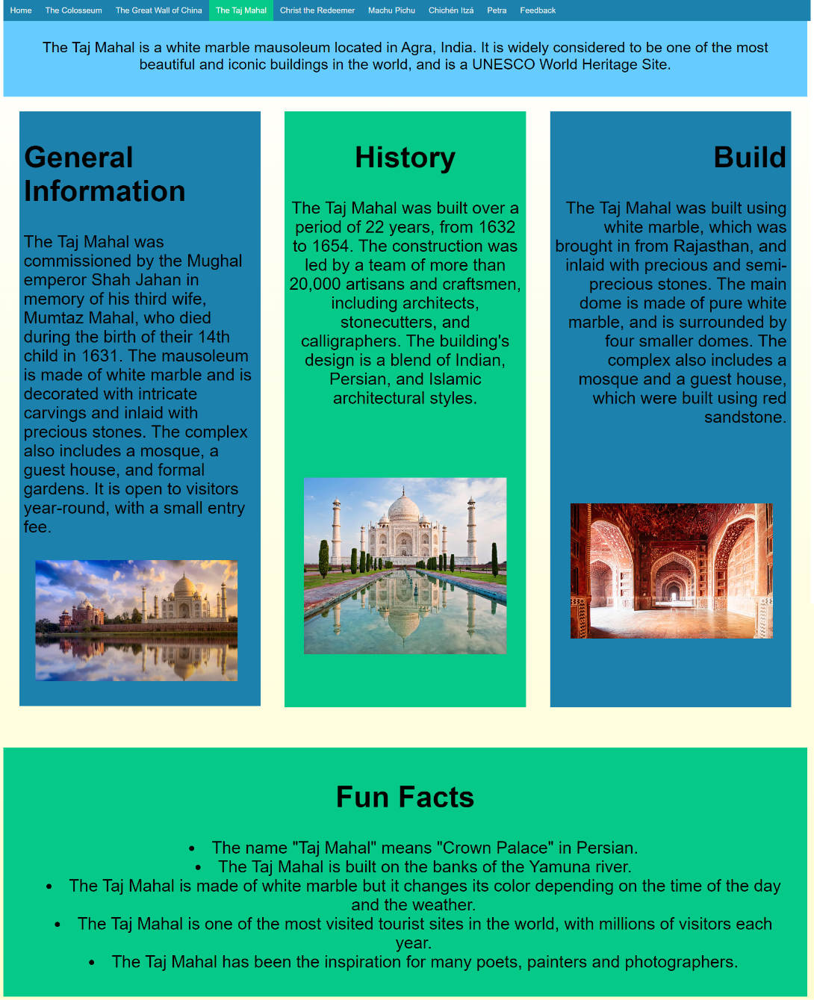 Home The Colosseum The Great Wall of China The Taj Mahal Christ the Redeemer Machu Pichu Chichén Itzá Petra Feedback
The Taj Mahal is a white marble mausoleum located in Agra, India. It is widely considered to be one of the most
beautiful and iconic buildings in the world, and is a UNESCO World Heritage Site.
General
Information
The Taj Mahal was
commissioned by the Mughal
emperor Shah Jahan in
memory of his third wife,
Mumtaz Mahal, who died
during the birth of their 14th
child in 1631. The mausoleum
is made of white marble and is
decorated with intricate
carvings and inlaid with
precious stones. The complex
also includes a mosque, a
guest house, and formal
gardens. It is open to visitors
year-round, with a small entry
fee.
History
The Taj Mahal was built over a
period of 22 years, from 1632
to 1654. The construction was
led by a team of more than
20,000 artisans and craftsmen,
including architects,
stonecutters, and
calligraphers. The building's
design is a blend of Indian,
Persian, and Islamic
architectural styles.
Build
The Taj Mahal was built using
white marble, which was
brought in from Rajasthan, and
inlaid with precious and semi-
precious stones. The main
dome is made of pure white
marble, and is surrounded by
four smaller domes. The
complex also includes a
mosque and a guest house,
which were built using red
sandstone.
Fun Facts
• The name "Taj Mahal" means "Crown Palace" in Persian.
• The Taj Mahal is built on the banks of the Yamuna river.
• The Taj Mahal is made of white marble but it changes its color depending on the time of the day
and the weather.
• The Taj Mahal is one of the most visited tourist sites in the world, with millions of visitors each
year.
• The Taj Mahal has been the inspiration for many poets, painters and photographers.